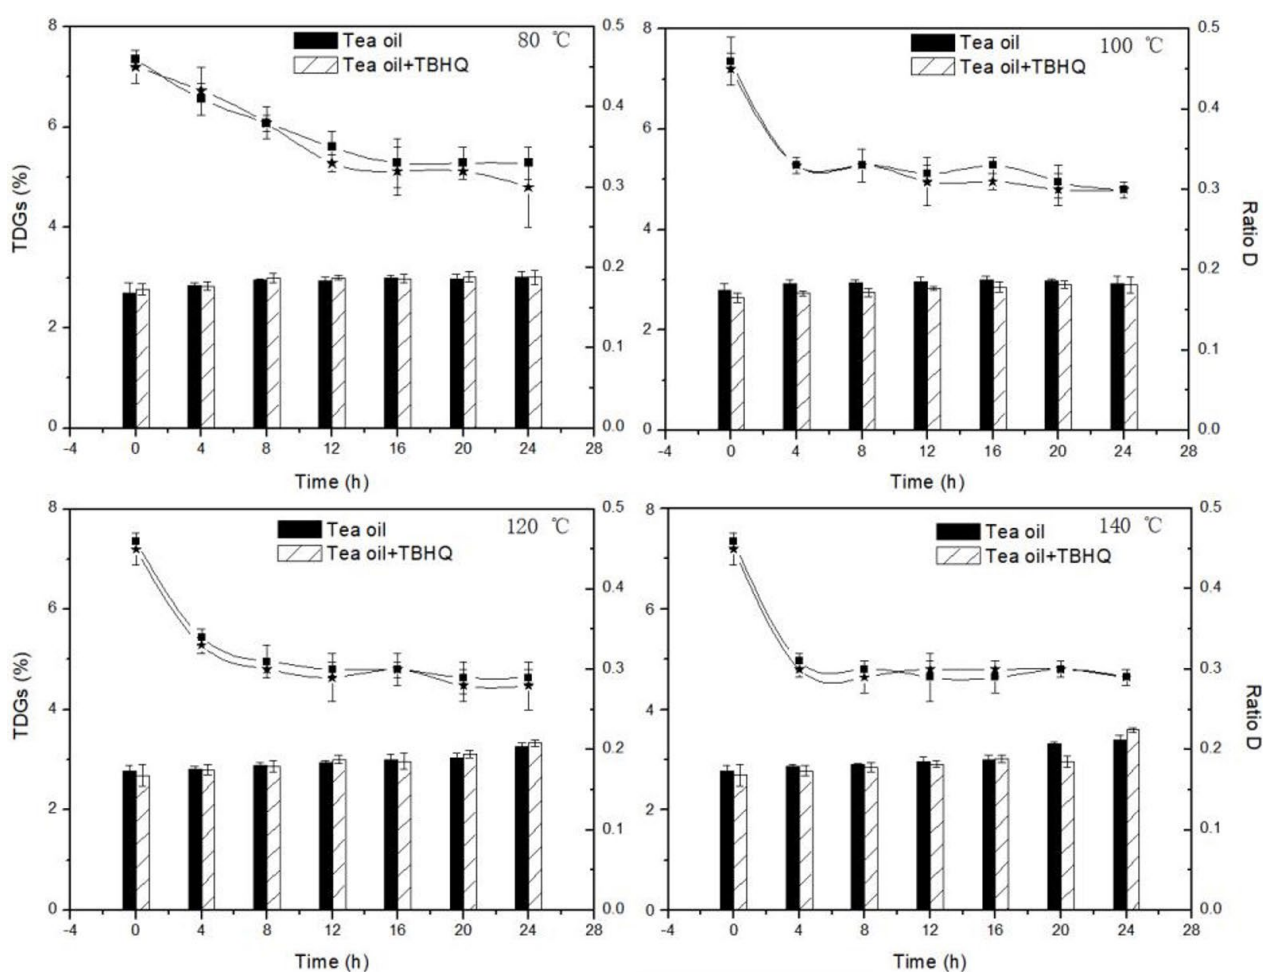 80 ℃
Tea oil
Tea oil+TBHQ
TDGs (%)
8
6
4
2
0
0.5
0.4
0.3
0.2
0.1
0.0
-4 0 4 8 12 16 20 24 28
Time (h)
100 ℃
Tea oil
Tea oil+TBHQ
8
6
4
2
0
0.5
0.4
0.3
0.2
0.1
0.0
Ratio D
-4 0 4 8 12 16 20 24 28
Time (h)
120 ℃
Tea oil
Tea oil+TBHQ
TDGs (%)
8
6
4
2
0
0.5
0.4
0.3
0.2
0.1
0.0
-4 0 4 8 12 16 20 24 28
Time (h)
140 ℃
Tea oil
Tea oil+TBHQ
8
6
4
2
0
0.5
0.4
0.3
0.2
0.1
0.0
Ratio D
-4 0 4 8 12 16 20 24 28
Time (h)